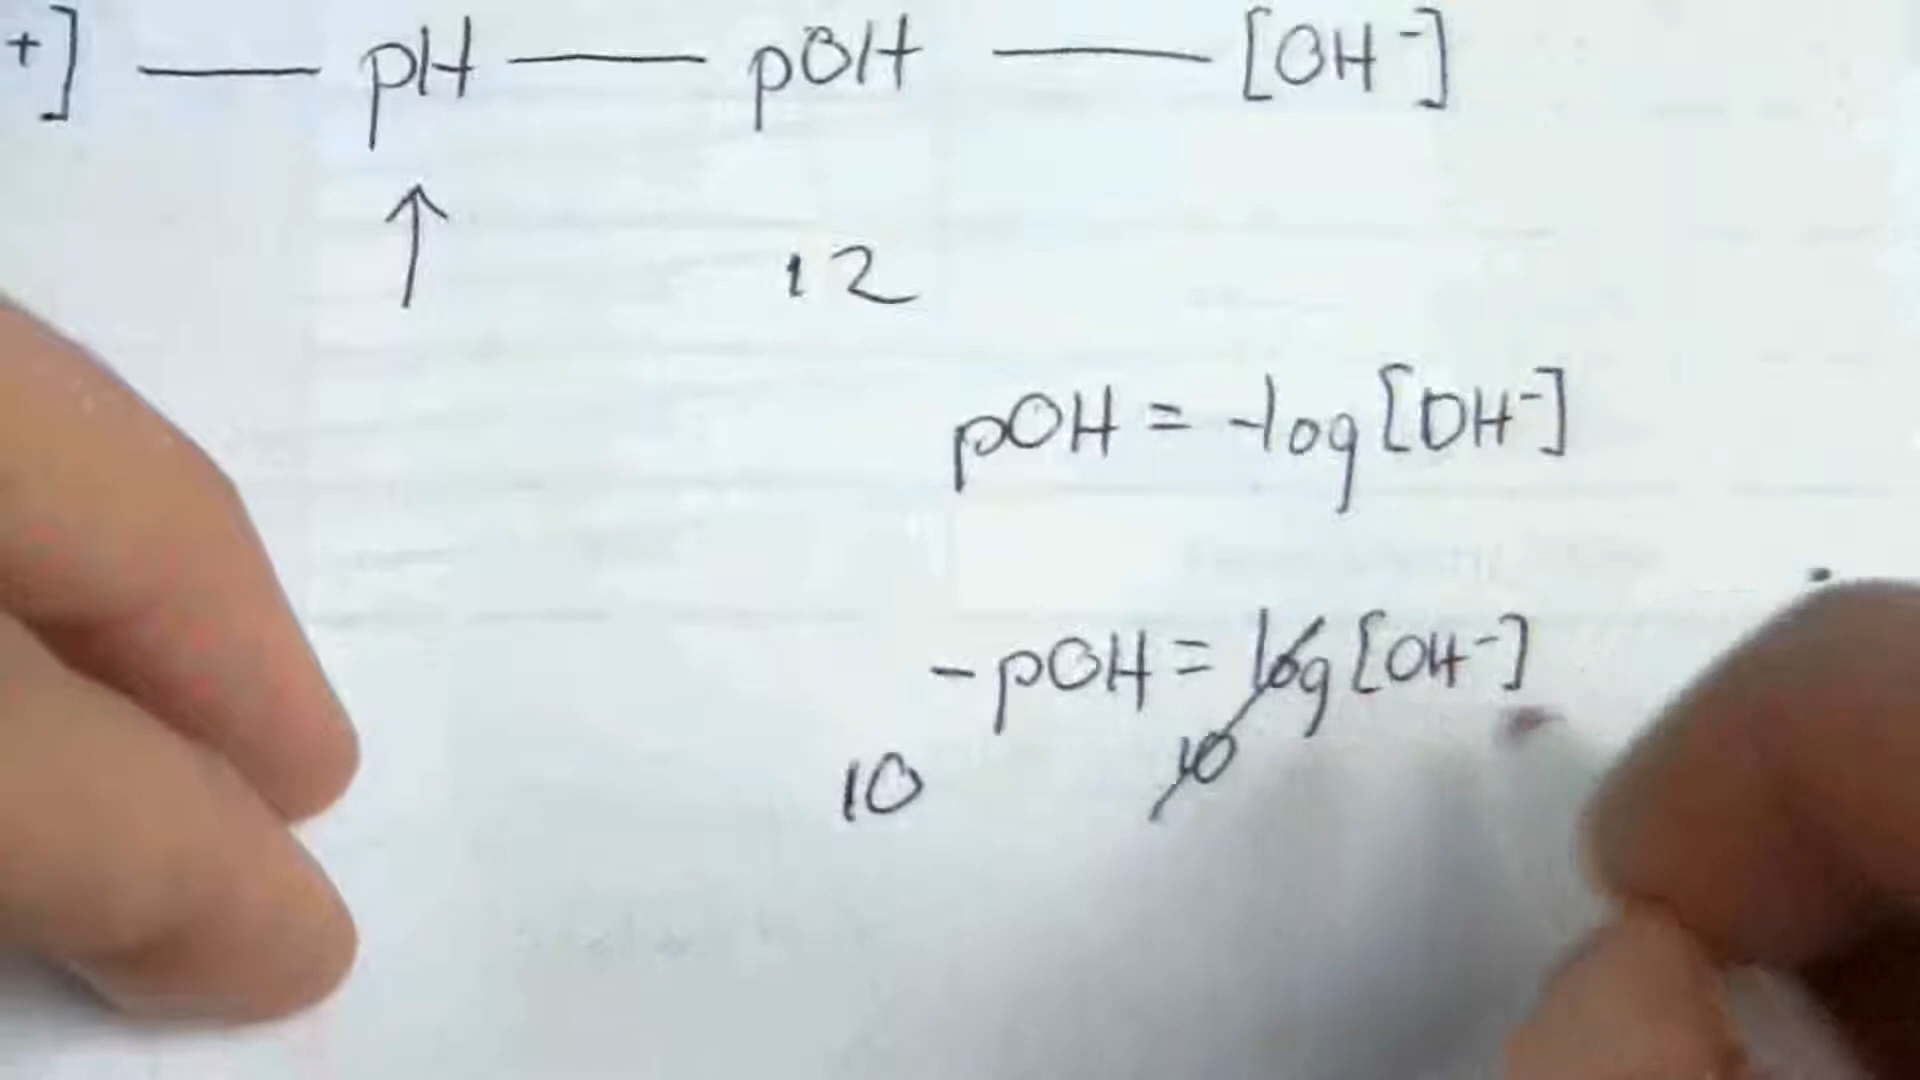 +] — pH — pOH — [OH⁻]
↑ 12
pOH = -log[OH⁻]
-pOH = log[OH⁻]
10 10